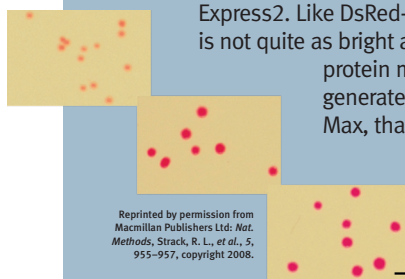 Express2. Like DsRed-
is not quite as bright a
protein m
generate
Max, tha
Reprinted by permission from
Macmillan Publishers Ltd: Nat.
Methods, Strack, R. L., et al., 5,
955–957, copyright 2008.